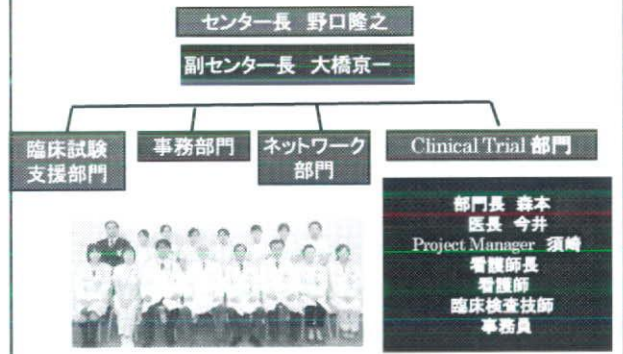 センター長 野口隆之
副センター長 大橋京一
臨床試験
支援部門
事務部門
ネットワーク
部門
Clinical Trial 部門
部門長 森本
医長 今井
Project Manager 須崎
看護師長
看護師
臨床検査技師
事務員